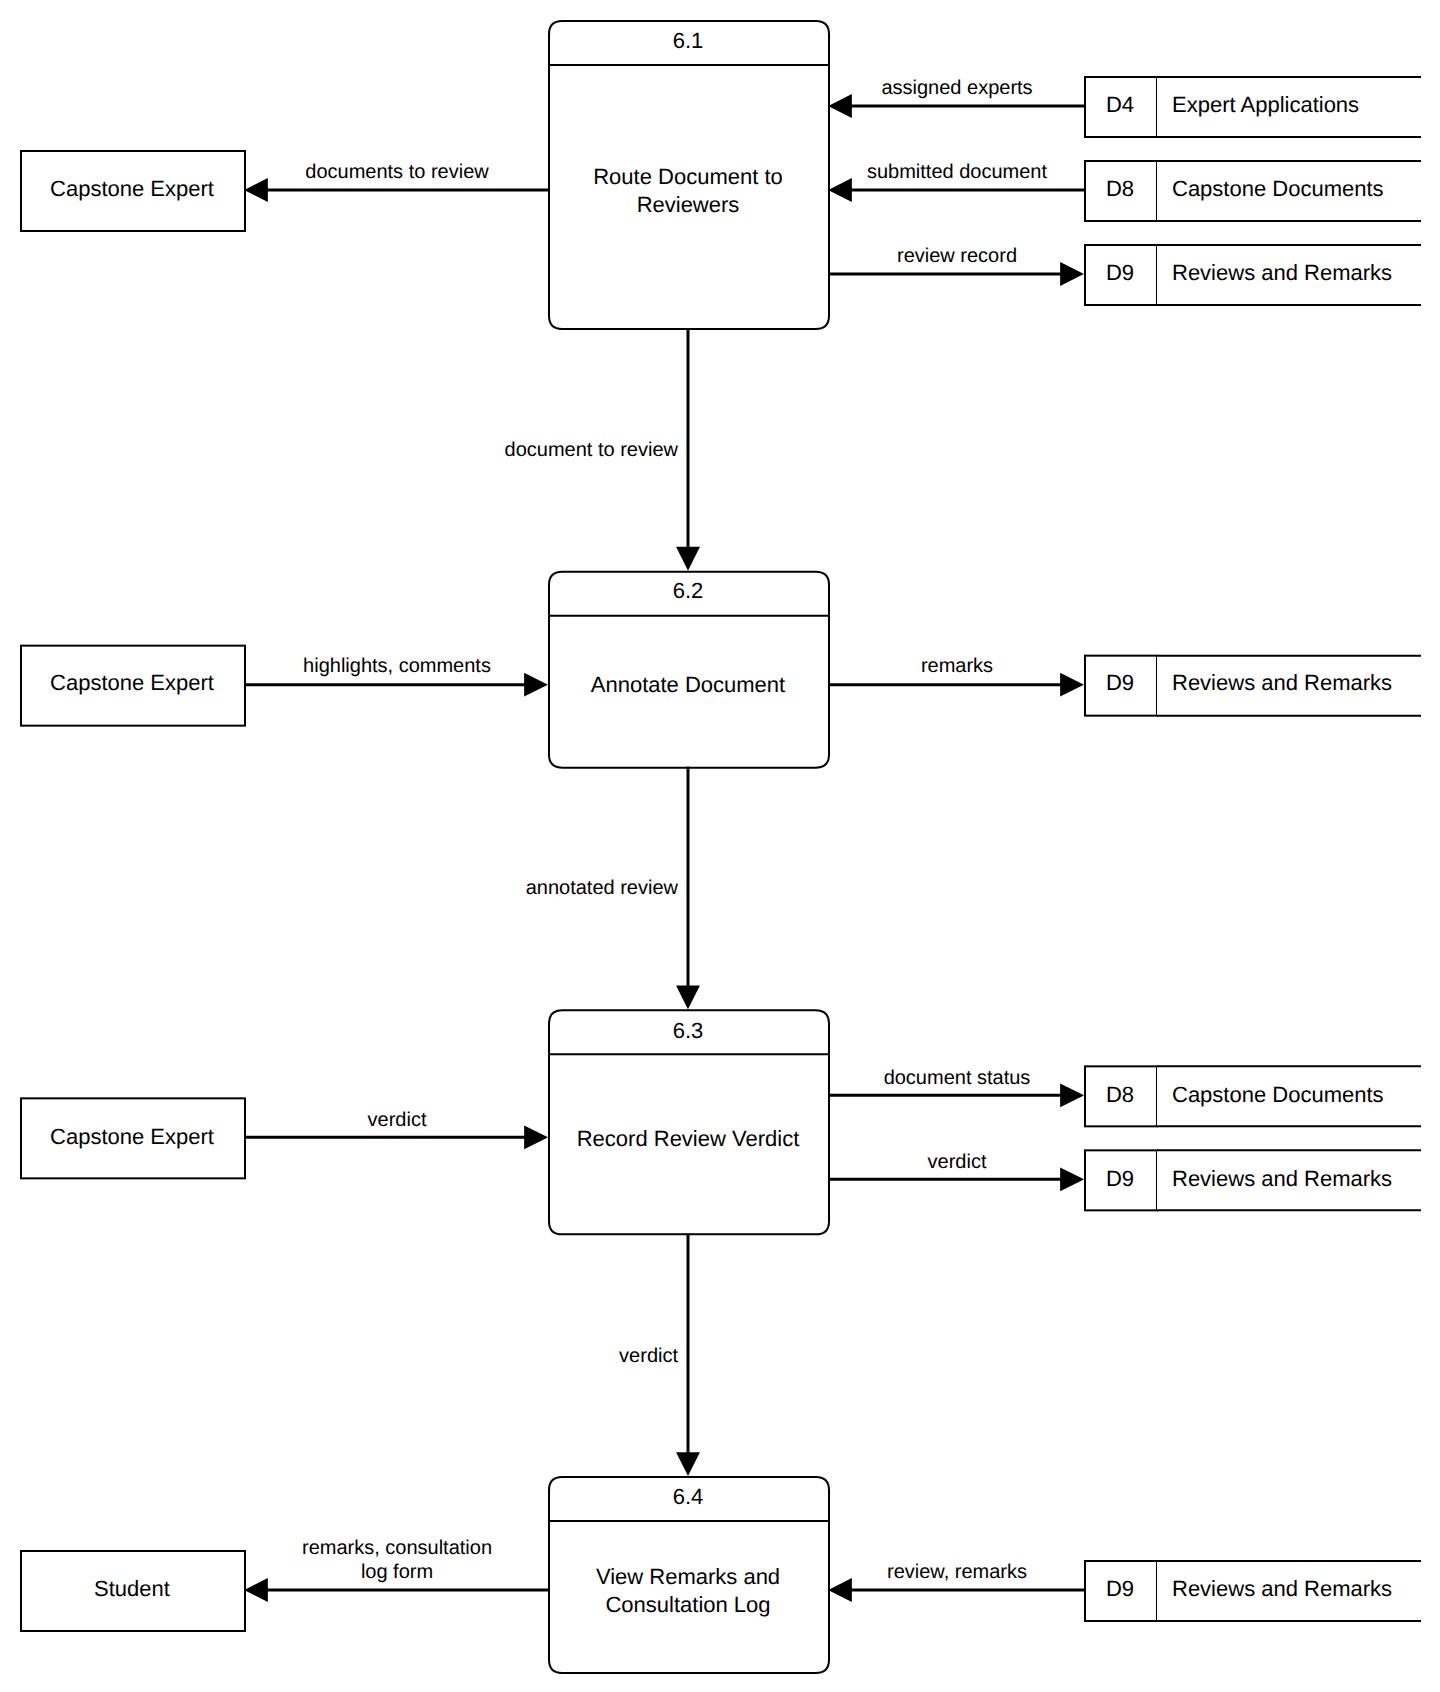 6.1
assigned experts
D4 Expert Applications
Capstone Expert
documents to review
Route Document to
Reviewers
submitted document
D8 Capstone Documents
review record
D9 Reviews and Remarks
document to review
6.2
Capstone Expert
highlights, comments
Annotate Document
remarks
D9 Reviews and Remarks
annotated review
6.3
document status
D8 Capstone Documents
Capstone Expert
verdict
Record Review Verdict
verdict
D9 Reviews and Remarks
verdict
6.4
Student
remarks, consultation
log form
View Remarks and
Consultation Log
review, remarks
D9 Reviews and Remarks